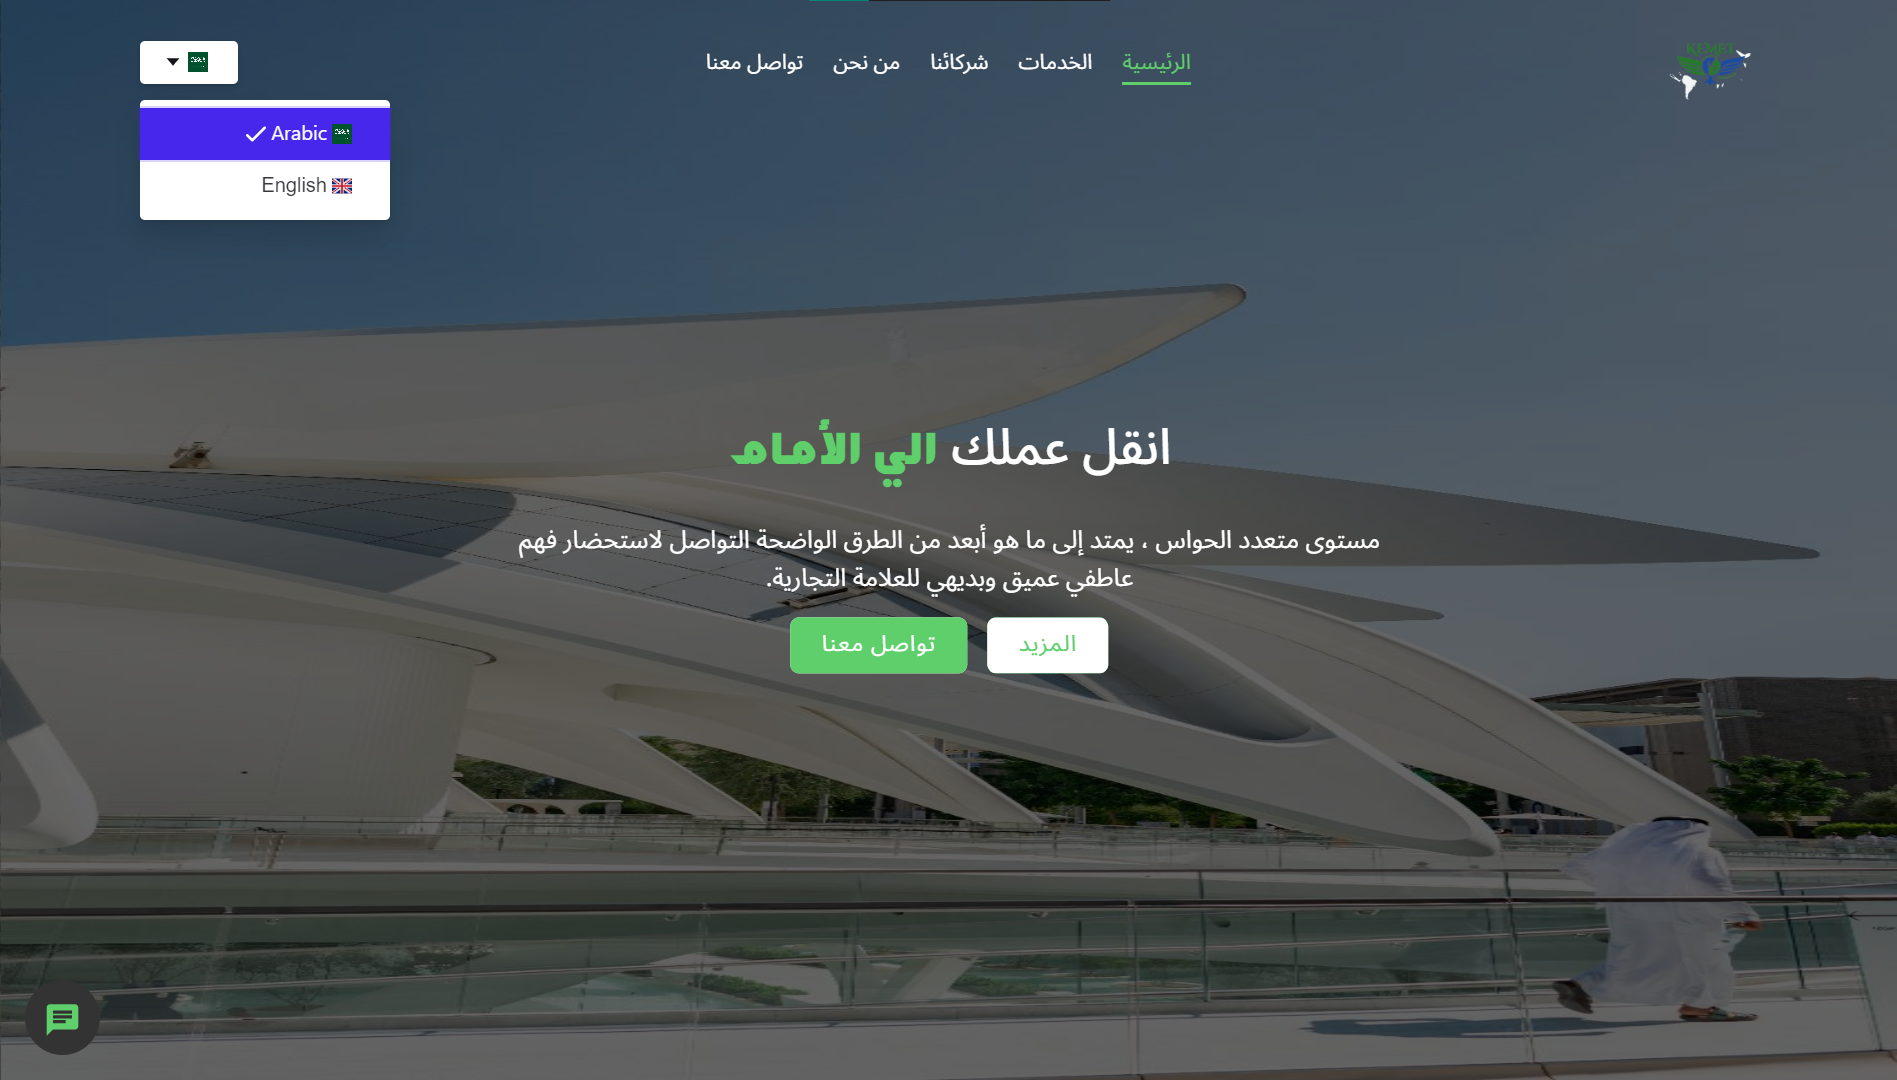 KEMET
الرئيسية
الخدمات
شركائنا
من نحن
تواصل معنا
Arabic
English
انقل عملك الي الأمام
مستوى متعدد الحواس ، يمتد إلى ما هو أبعد من الطرق الواضحة التواصل لاستحضار فهم
عاطفي عميق وبديهي للعلامة التجارية.
المزيد
تواصل معنا